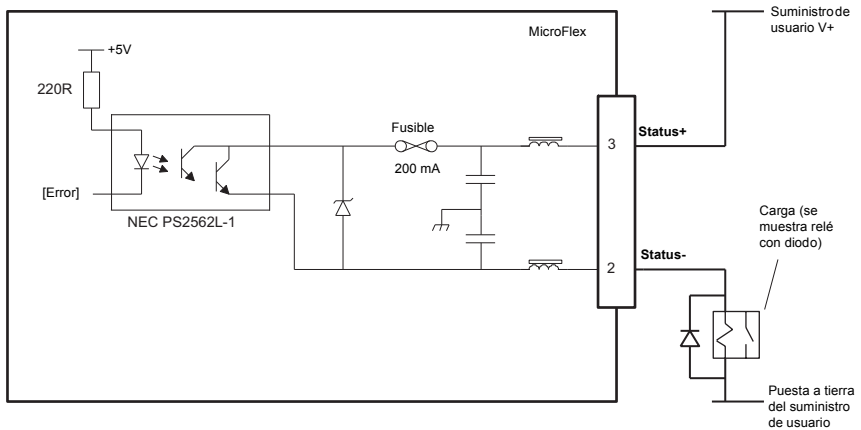 Suministro de
usuario V+
MicroFlex
+5V
220R
Fusible
200 mA
3
Status+
[Error]
NEC PS2562L-1
Carga (se
muestra relé
con diodo)
Status-
2
Puesta a tierra
del suministro
de usuario